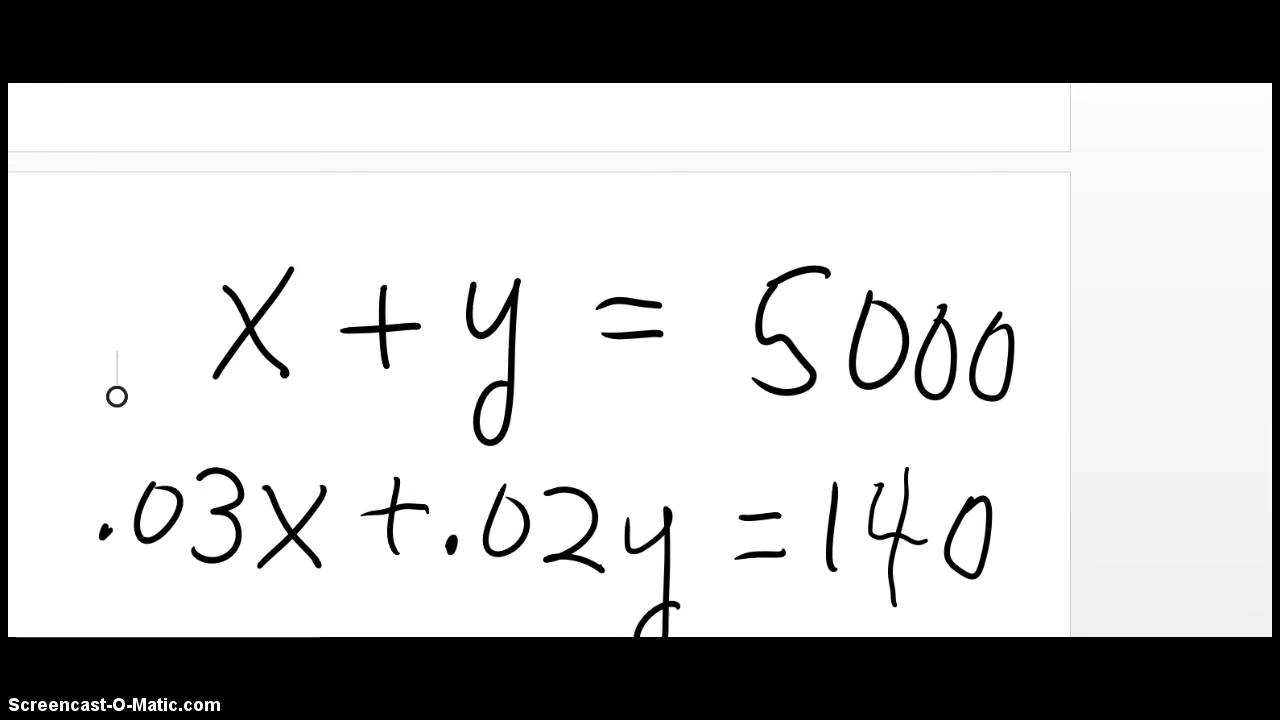 x + y = 5000
.03x + .02y = 140
Screencast-O-Matic.com